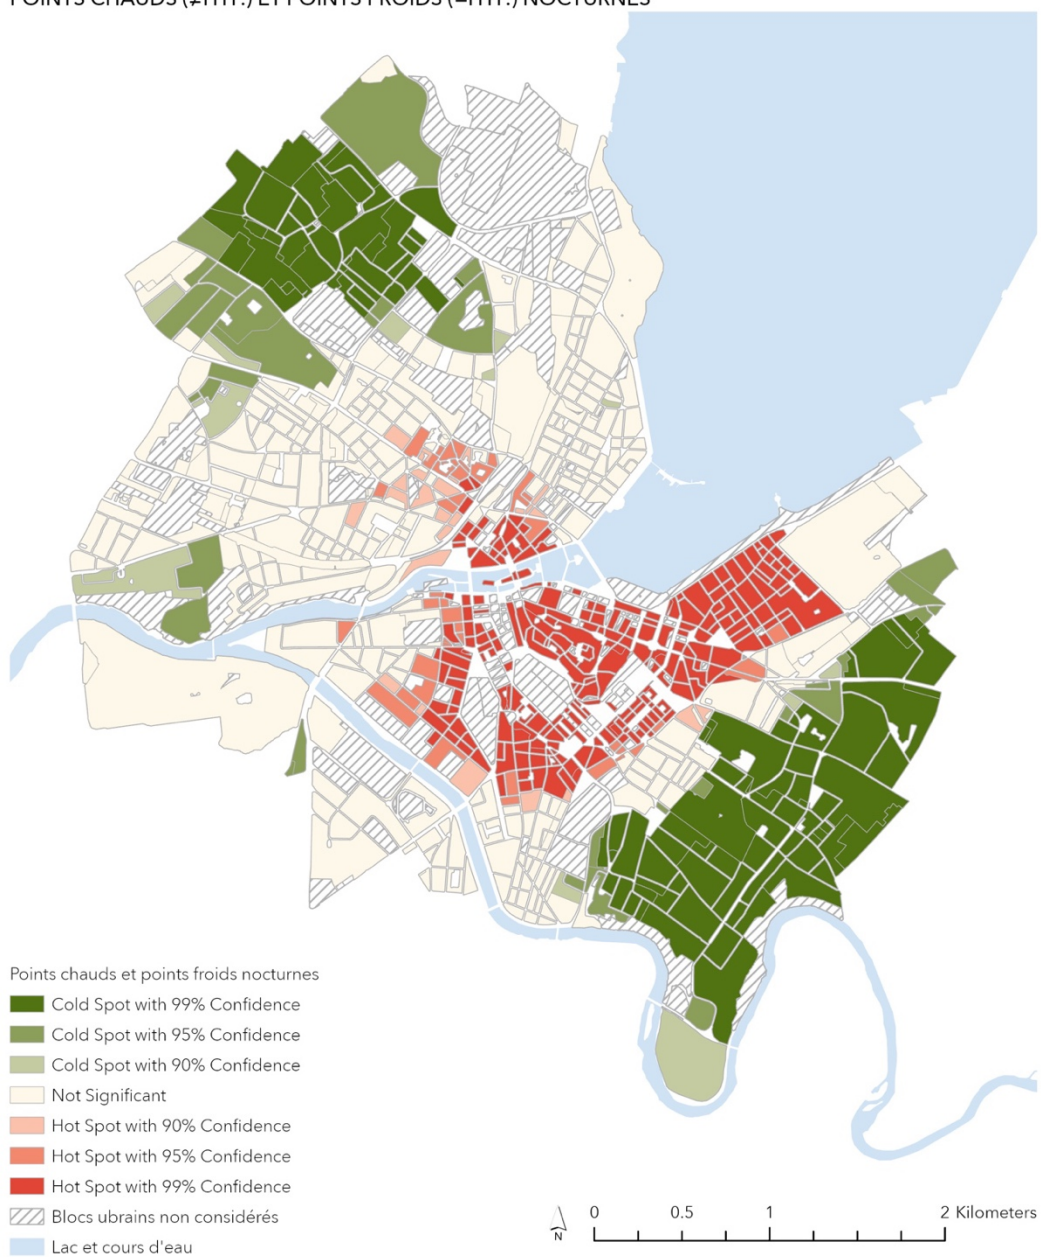 POINTS CHAUDS (≠HYP.) ET POINTS FROIDS (=HYP.) NOCTURNES
Points chauds et points froids nocturnes
Cold Spot with 99% Confidence
Cold Spot with 95% Confidence
Cold Spot with 90% Confidence
Not Significant
Hot Spot with 90% Confidence
Hot Spot with 95% Confidence
Hot Spot with 99% Confidence
Blocs ubrains non considérés
Lac et cours d'eau
N
0 0.5 1 2 Kilometers